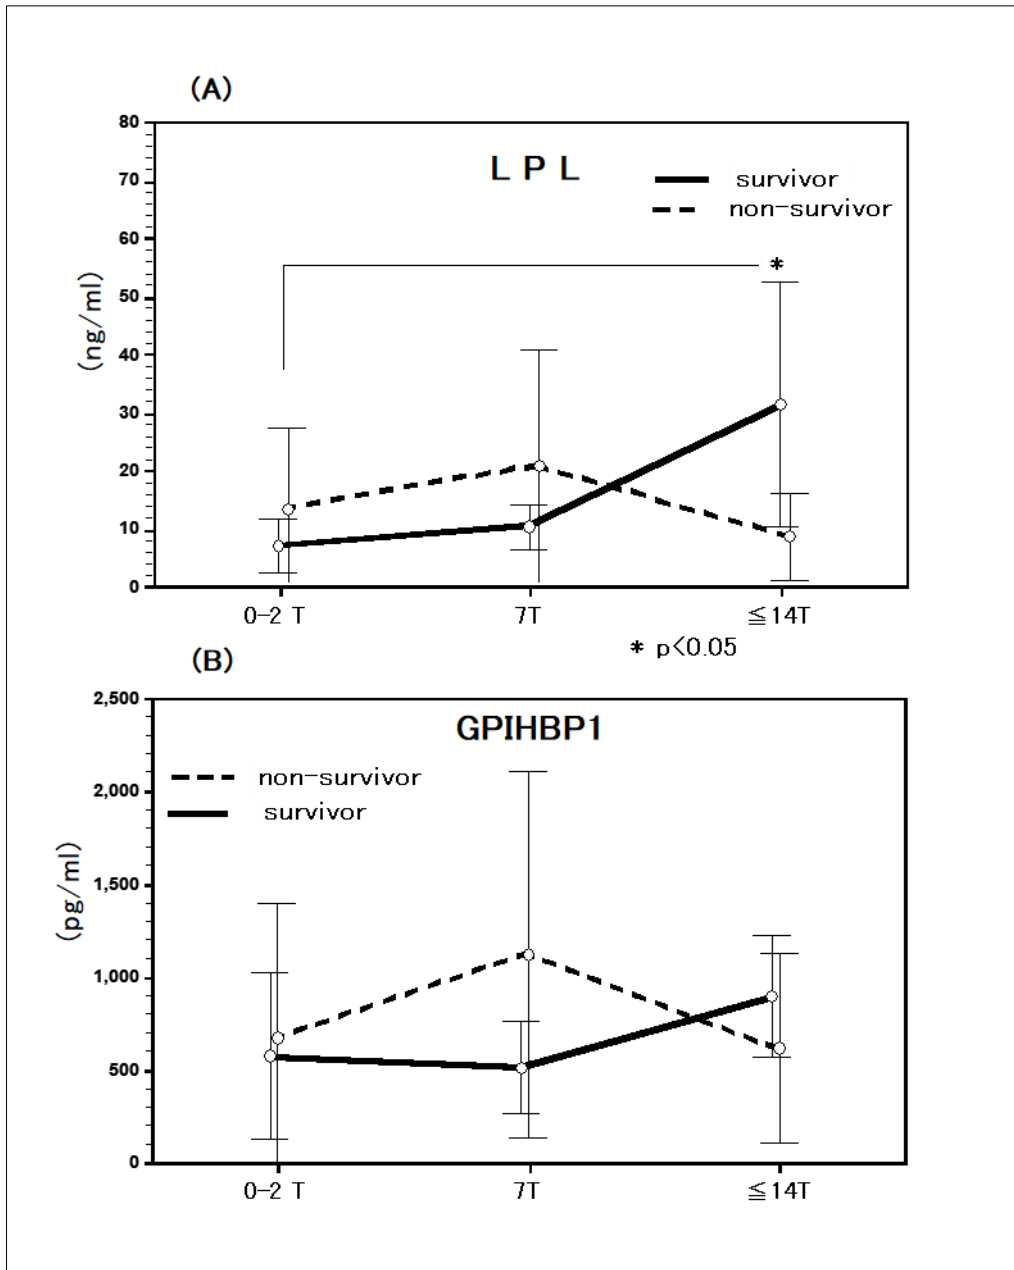 (A)
80
70
60
50
40
30
20
10
0
(ng/ml)
L P L
survivor
non-survivor
*
0-2 T
7T
≦14T
* p<0.05
(B)
2,500
2,000
1,500
1,000
500
0
(pg/ml)
GPIHBP1
non-survivor
survivor
0-2 T
7T
≦14T